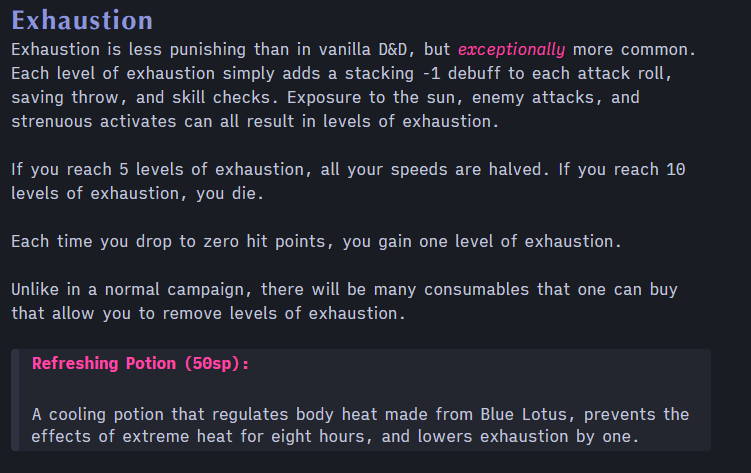 Exhaustion
Exhaustion is less punishing than in vanilla D&D, but exceptionally more common.
Each level of exhaustion simply adds a stacking -1 debuff to each attack roll,
saving throw, and skill checks. Exposure to the sun, enemy attacks, and
strenuous activates can all result in levels of exhaustion.
If you reach 5 levels of exhaustion, all your speeds are halved. If you reach 10
levels of exhaustion, you die.
Each time you drop to zero hit points, you gain one level of exhaustion.
Unlike in a normal campaign, there will be many consumables that one can buy
that allow you to remove levels of exhaustion.
Refreshing Potion (50sp):
A cooling potion that regulates body heat made from Blue Lotus, prevents the
effects of extreme heat for eight hours, and lowers exhaustion by one.